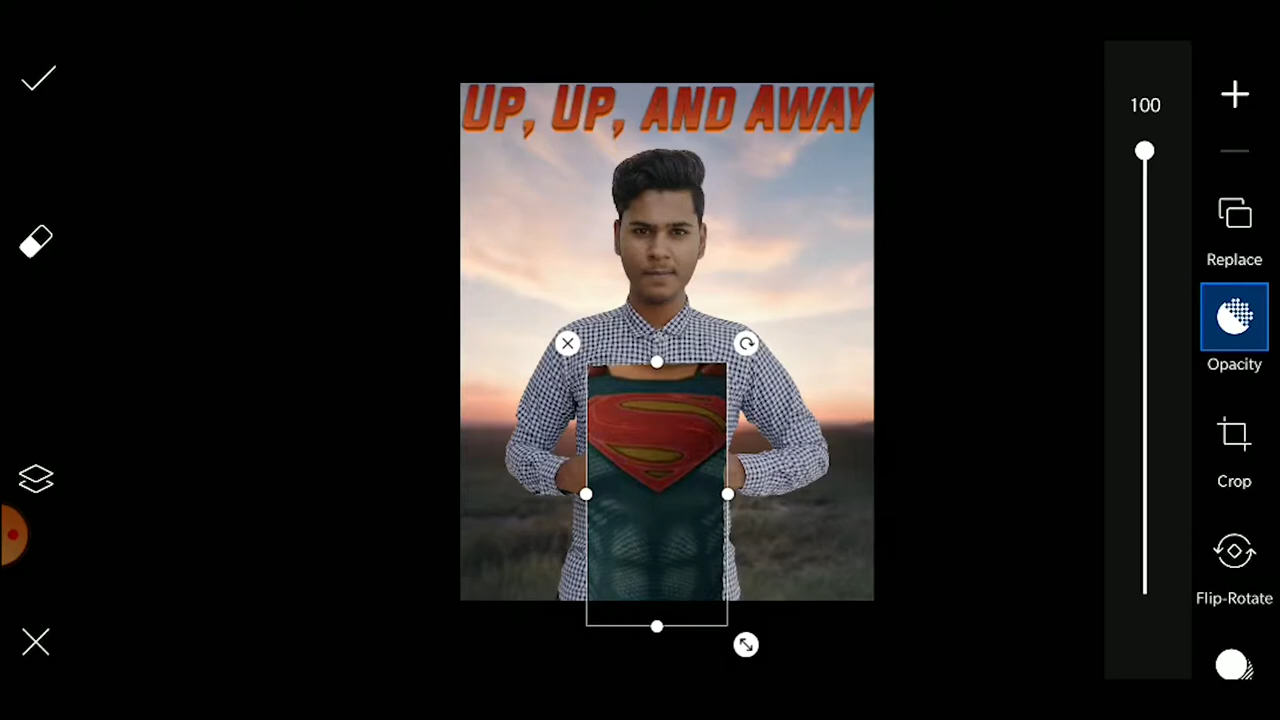 UP, UP, AND AWAY
100
Replace
Opacity
Crop
Flip-Rotate